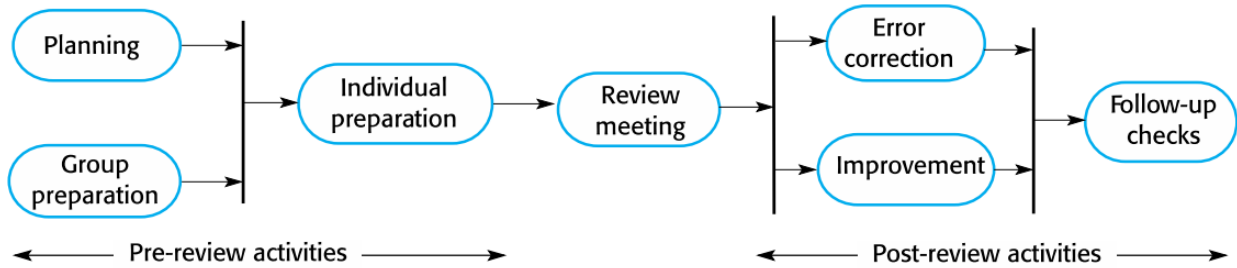 Planning
Group
preparation
Individual
preparation
Review
meeting
Error
correction
Improvement
Follow-up
checks
Pre-review activities
Post-review activities